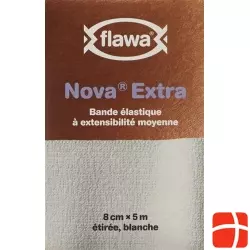 flawa®
Nova® Extra
Bande élastique
à extensibilité moyenne
8 cm × 5 m
étirée, blanche